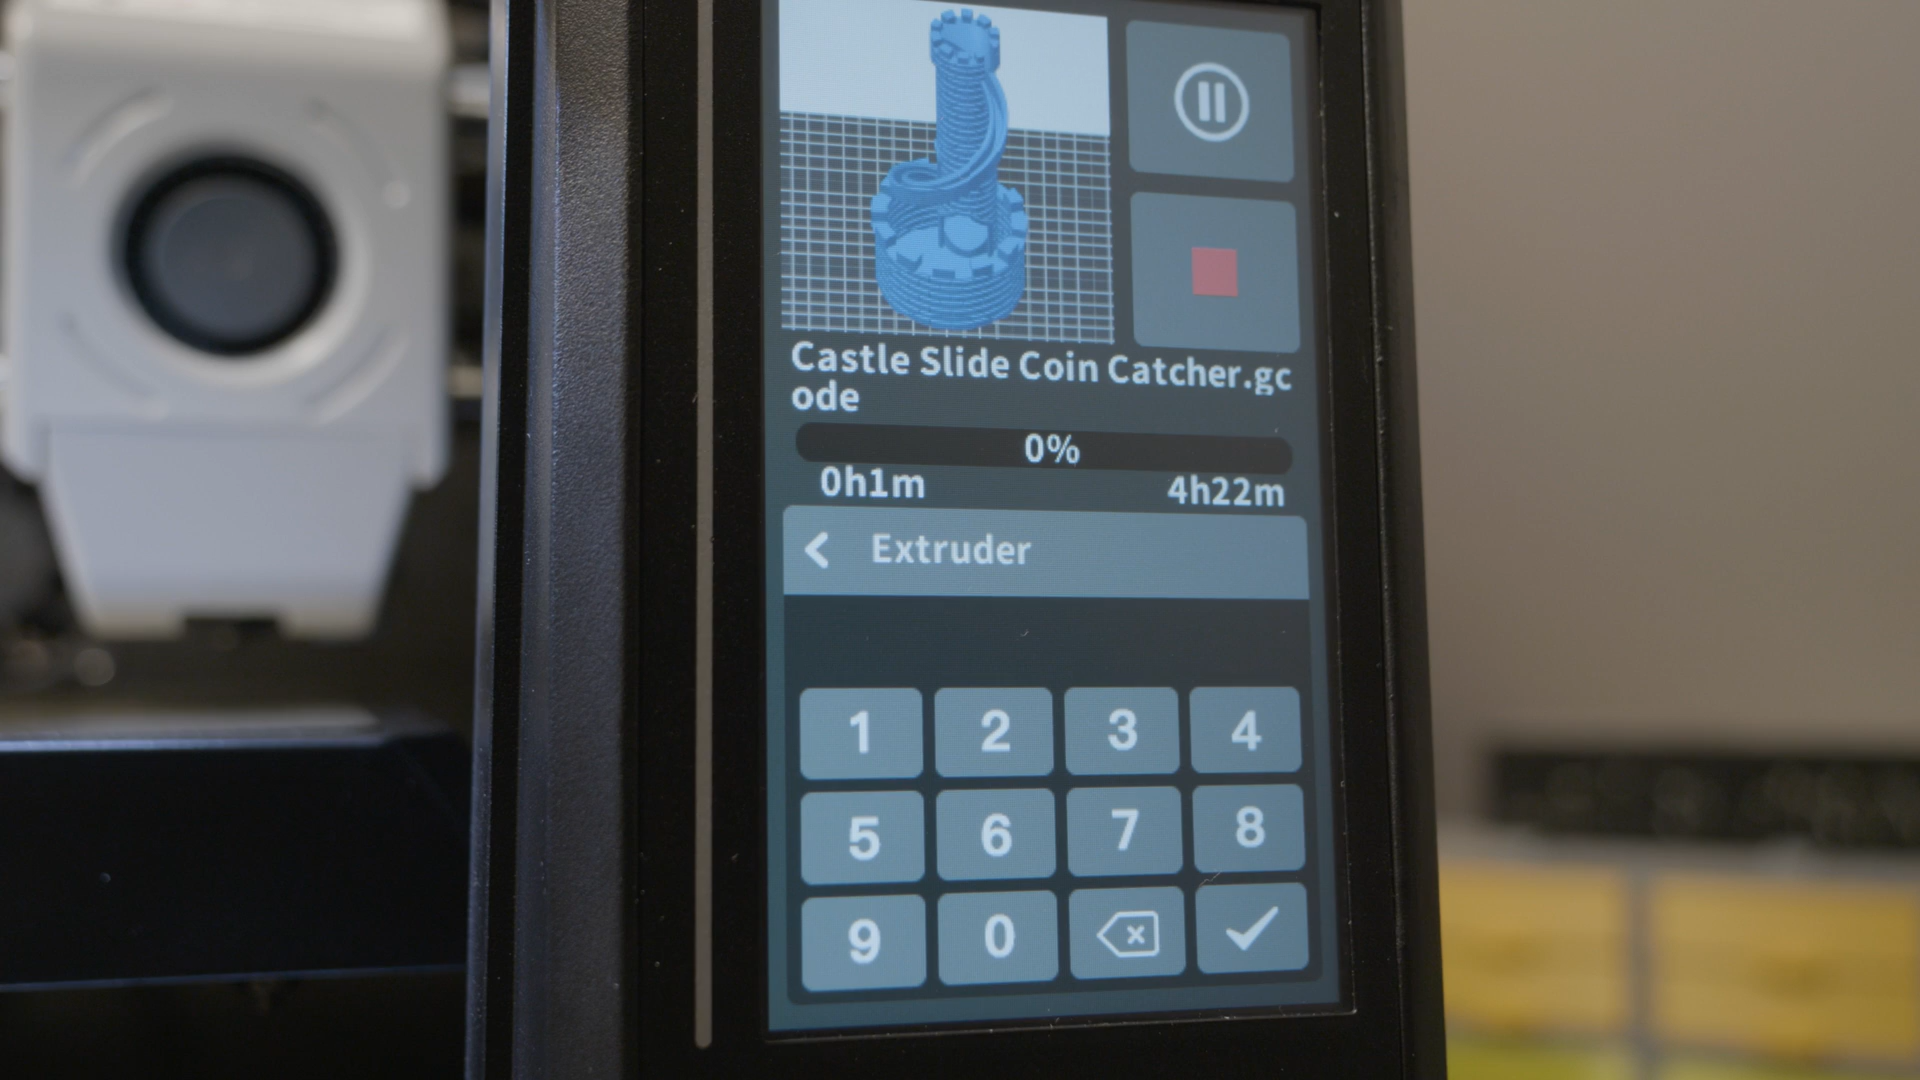 Castle Slide Coin Catcher.gc
ode
0%
0h1m 4h22m
Extruder
1 2 3 4
5 6 7 8
9 0